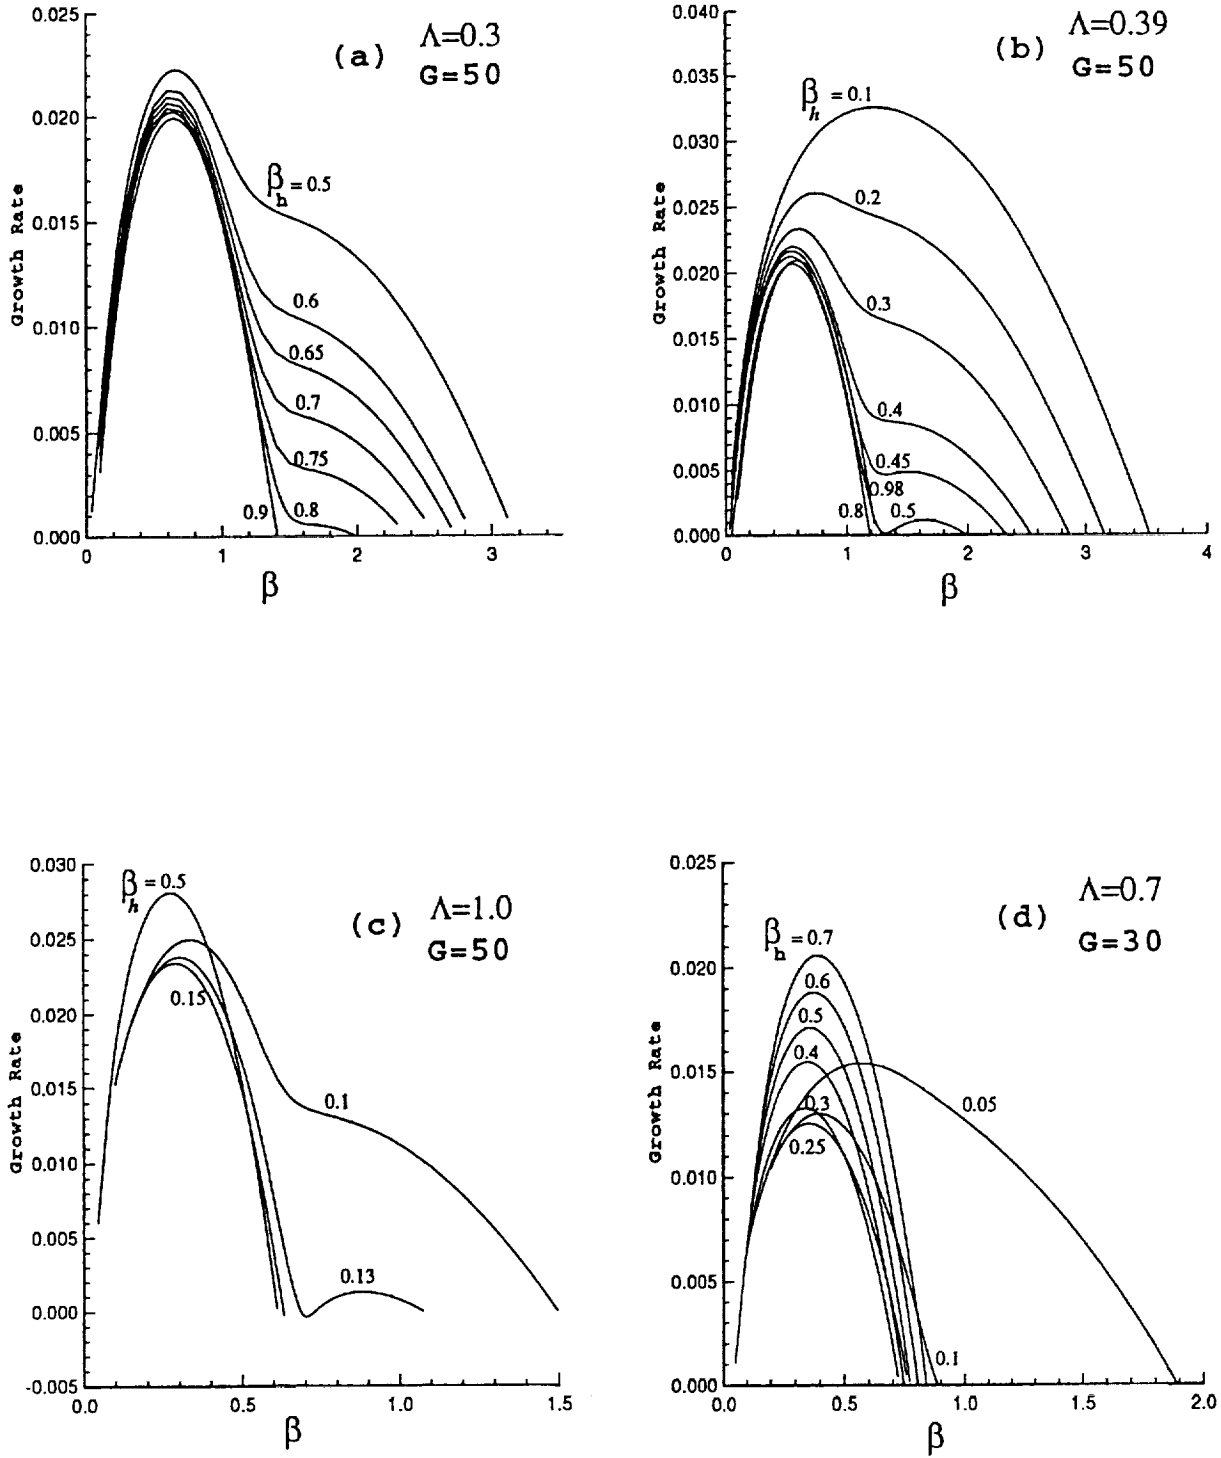 (a) Λ=0.3
G=50
Growth Rate
0.025
0.020
0.015
0.010
0.005
0.000
βh = 0.5
0.6
0.65
0.7
0.75
0.8
0.9
0 1 2 3
β
(b) Λ=0.39
G=50
Growth Rate
0.040
0.035
0.030
0.025
0.020
0.015
0.010
0.005
0.000
βh = 0.1
0.2
0.3
0.4
0.45
0.98
0.8 0.5
0 1 2 3 4
β
(c) Λ=1.0
G=50
Growth Rate
0.030
0.025
0.020
0.015
0.010
0.005
0.000
-0.005
βh = 0.5
0.15
0.1
0.13
0.0 0.5 1.0 1.5
β
(d) Λ=0.7
G=30
Growth Rate
0.025
0.020
0.015
0.010
0.005
0.000
βh = 0.7
0.6
0.5
0.4
0.3
0.25
0.05
0.1
0.0 0.5 1.0 1.5 2.0
β